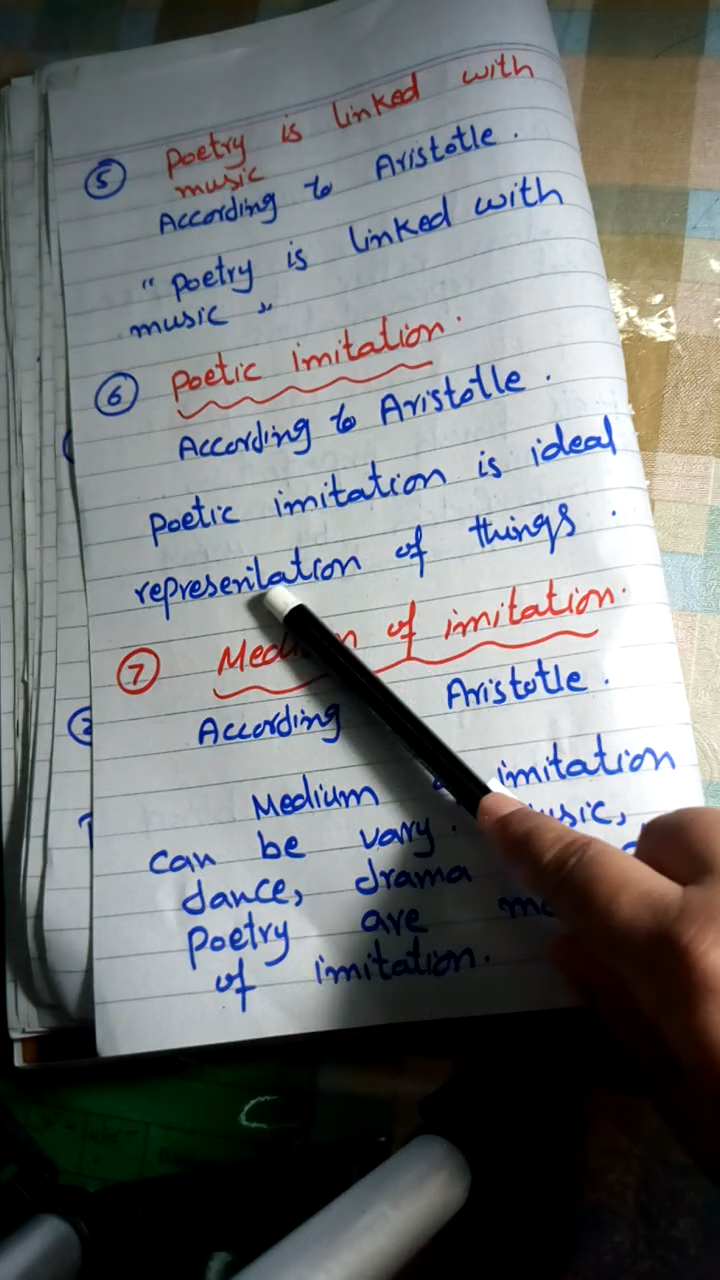 ⑤ Poetry is linked with
music
According to Aristotle.
" Poetry is linked with
music "
⑥ Poetic imitation.
According to Aristotle.
Poetic imitation is ideal
representation of things.
⑦ of imitation.
According Aristotle.
Medium imitation
can be vary.
dance, drama
Poetry are
of imitation.